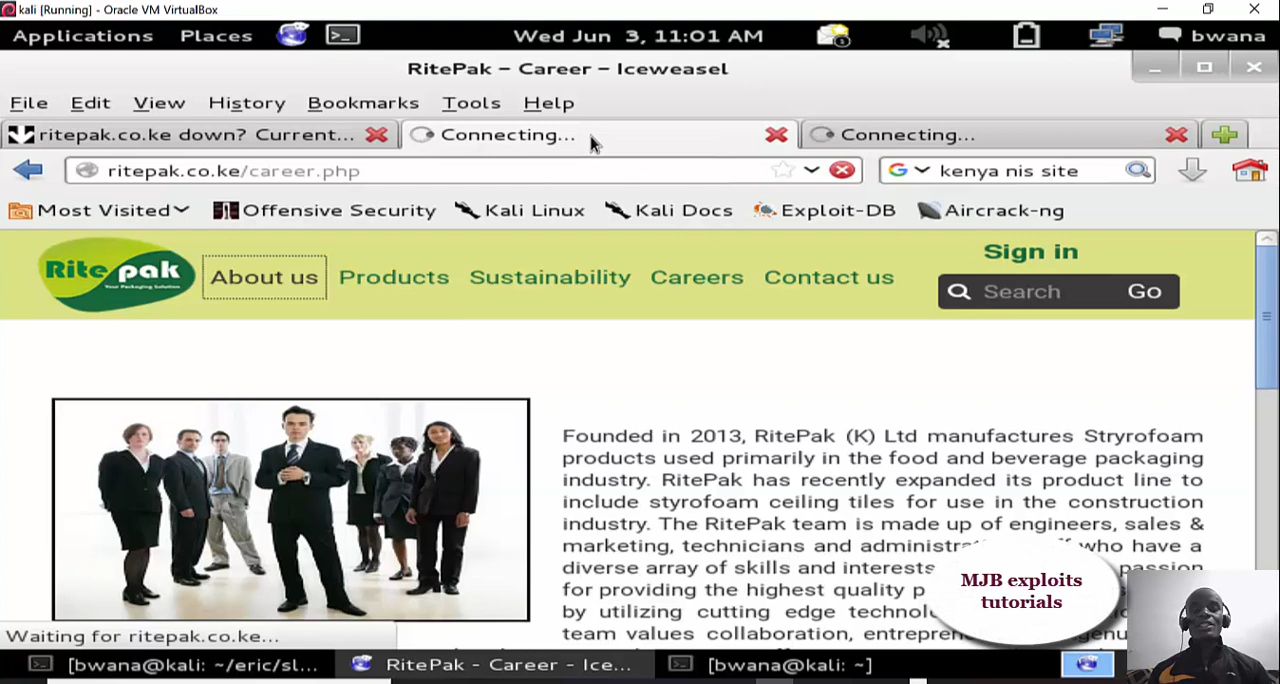 kali [Running] - Oracle VM VirtualBox
Applications Places Wed Jun 3, 11:01 AM bwana
RitePak - Career - Iceweasel
File Edit View History Bookmarks Tools Help
ritepak.co.ke down? Current... Connecting... Connecting...
ritepak.co.ke/career.php kenya nis site
Most Visited Offensive Security Kali Linux Kali Docs Exploit-DB Aircrack-ng
Sign in
Rite pak
Your Packaging Solution
About us Products Sustainability Careers Contact us
Search Go
Founded in 2013, RitePak (K) Ltd manufactures Stryrofoam
products used primarily in the food and beverage packaging
industry. RitePak has recently expanded its product line to
include styrofoam ceiling tiles for use in the construction
industry. The RitePak team is made up of engineers, sales &
marketing, technicians and who have a
diverse array of skills and interests passion
for providing the highest quality
by utilizing cutting edge
team values collaboration,
MJB exploits
tutorials
Waiting for ritepak.co.ke...
[bwana@kali: ~/eric/sl... RitePak - Career - Ice... [bwana@kali: ~]